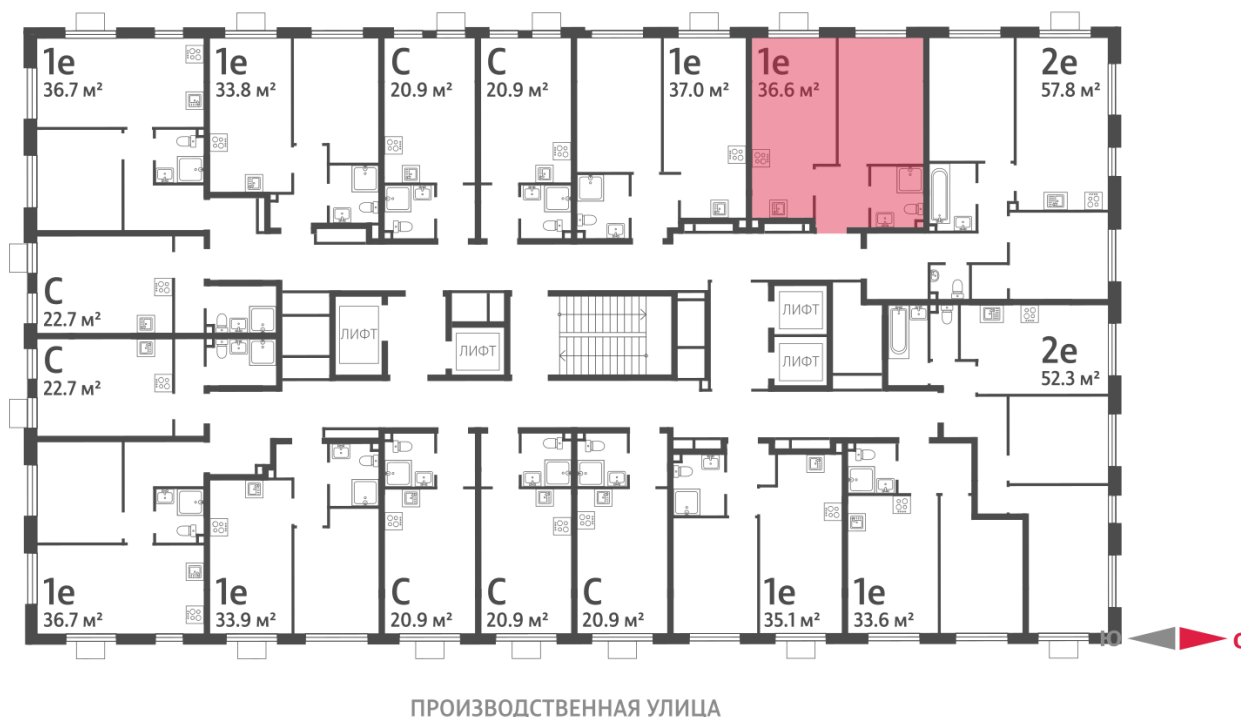 1е
36.7 м²
1е
33.8 м²
С
20.9 м²
С
20.9 м²
1е
37.0 м²
1е
36.6 м²
2е
57.8 м²
С
22.7 м²
ЛИФТ
ЛИФТ
ЛИФТ
ЛИФТ
С
22.7 м²
2е
52.3 м²
1е
36.7 м²
1е
33.9 м²
С
20.9 м²
С
20.9 м²
С
20.9 м²
1е
35.1 м²
1е
33.6 м²
Ю
С
ПРОИЗВОДСТВЕННАЯ УЛИЦА